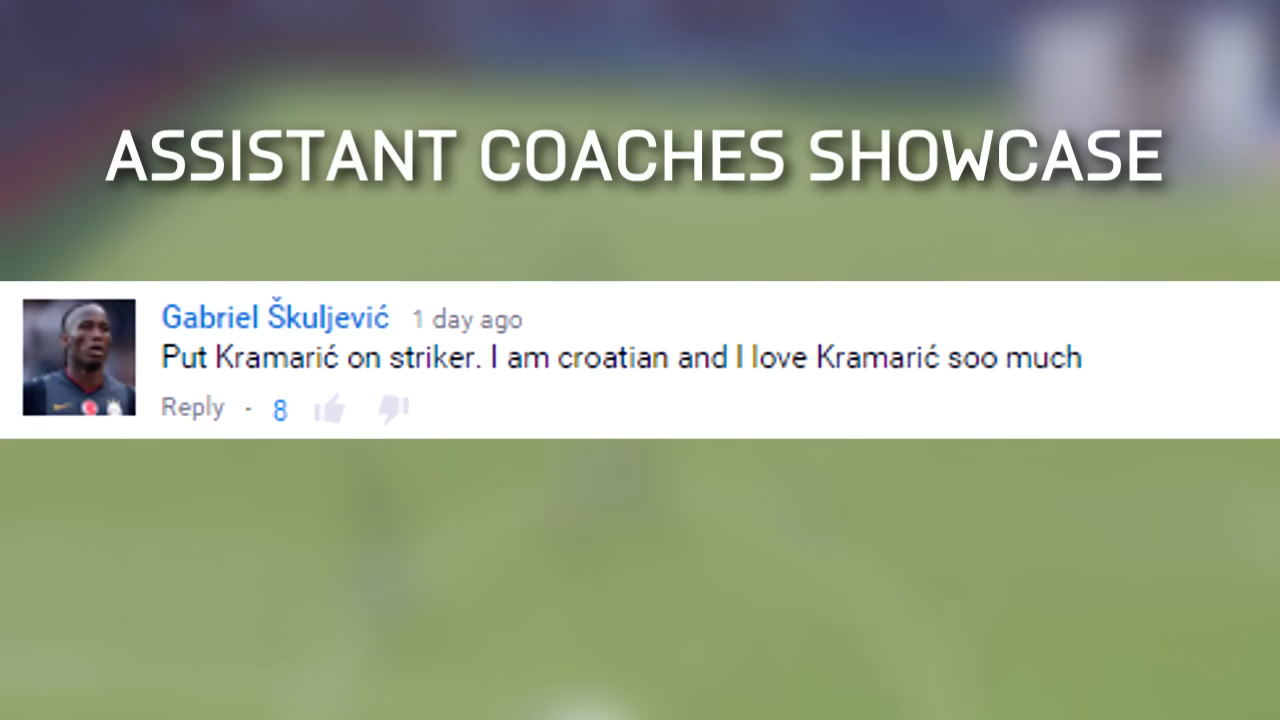 ASSISTANT COACHES SHOWCASE
Gabriel Škuljević 1 day ago
Put Kramarić on striker. I am croatian and I love Kramarić soo much
Reply · 8